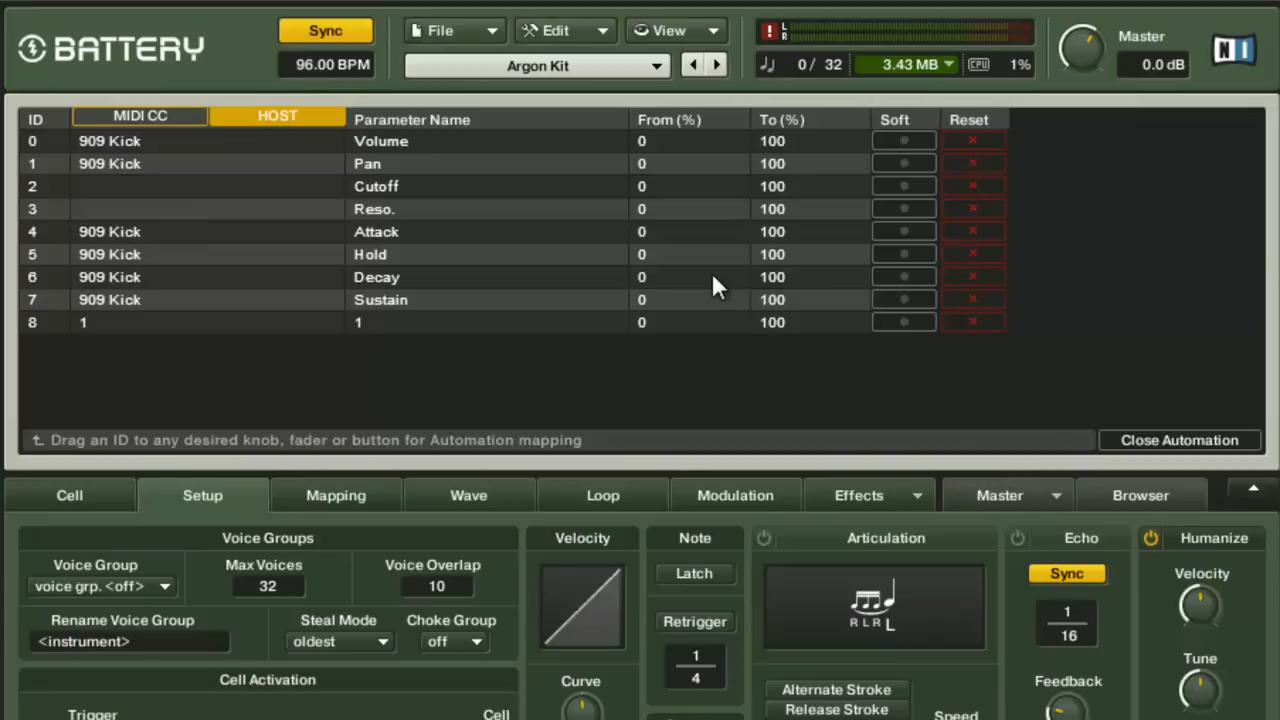 BATTERY
Sync
96.00 BPM
File
Edit
View
Argon Kit
L
R
0 / 32
3.43 MB
CPU
1%
Master
0.0 dB
NI
ID MIDI CC HOST Parameter Name From (%) To (%) Soft Reset
0 909 Kick Volume 0 100
1 909 Kick Pan 0 100
2 Cutoff 0 100
3 Reso. 0 100
4 909 Kick Attack 0 100
5 909 Kick Hold 0 100
6 909 Kick Decay 0 100
7 909 Kick Sustain 0 100
8 1 1 0 100
Drag an ID to any desired knob, fader or button for Automation mapping
Close Automation
Cell Setup Mapping Wave Loop Modulation Effects Master Browser
Voice Groups
Voice Group Max Voices Voice Overlap
voice grp. <off> 32 10
Rename Voice Group Steal Mode Choke Group
<instrument> oldest off
Cell Activation
Trigger Cell
Velocity
Curve
Note
Latch
Retrigger
1
4
Articulation
R L R L
Alternate Stroke
Release Stroke
Speed
Echo
Sync
1
16
Feedback
Humanize
Velocity
Tune